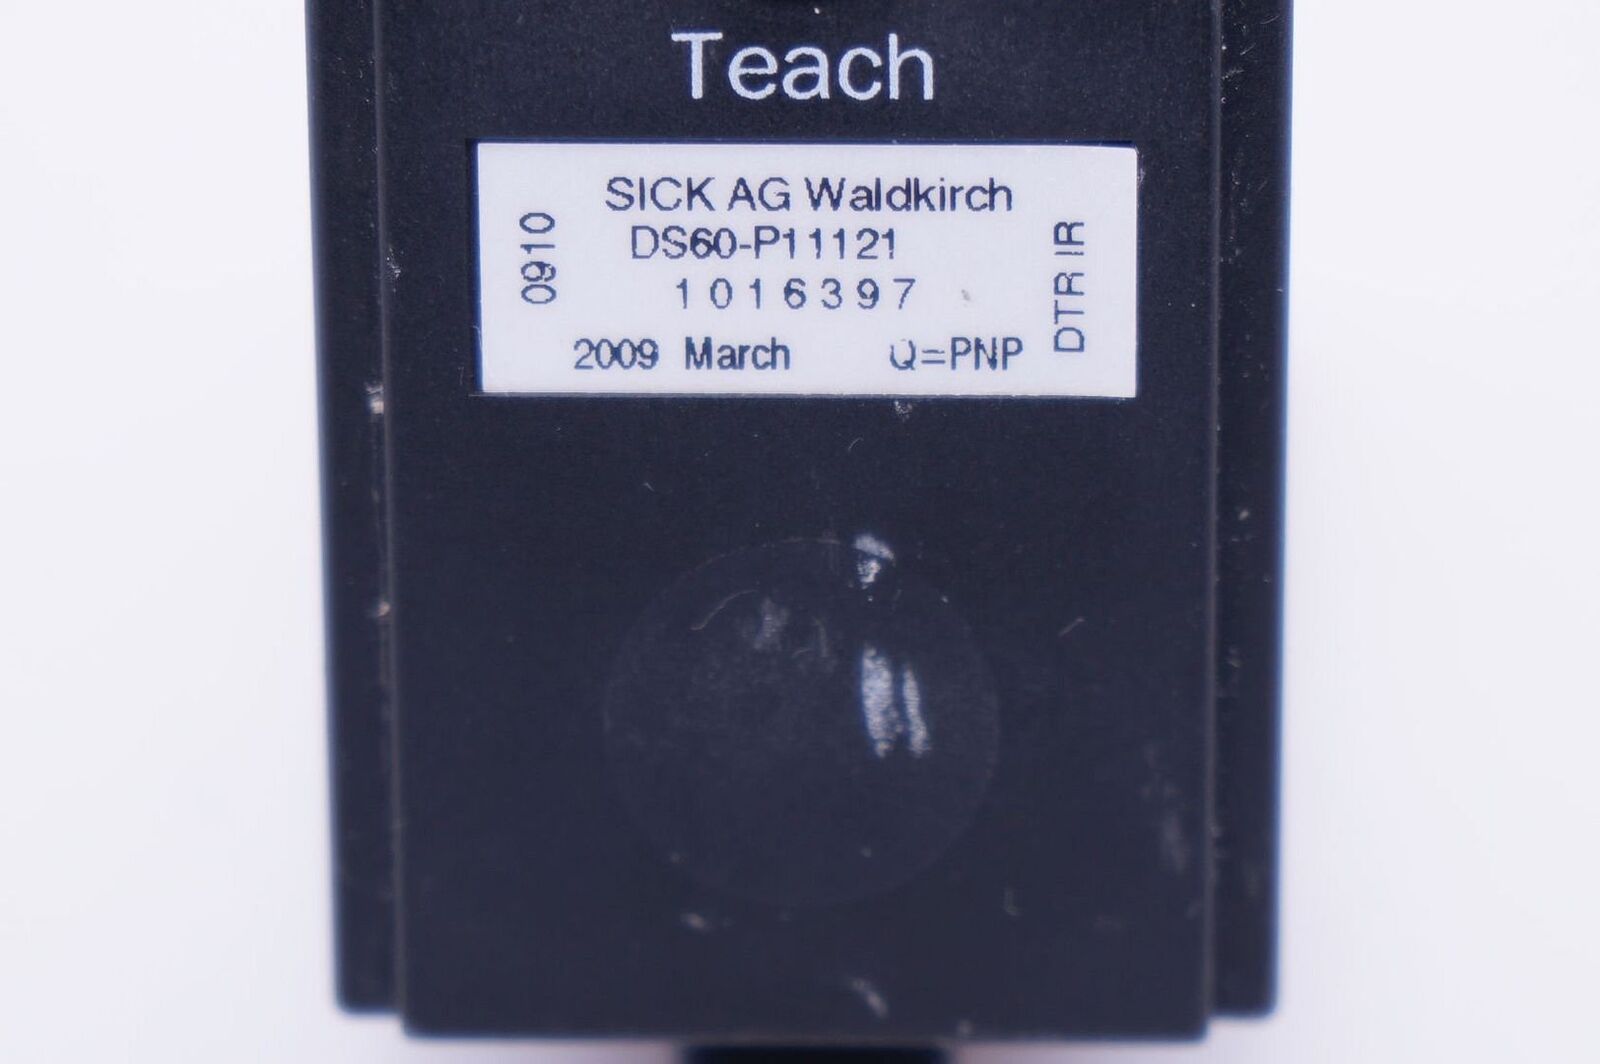 Teach
SICK AG Waldkirch
DS60-P11121
1016397
2009 March Q=PNP
0910
DTR IR